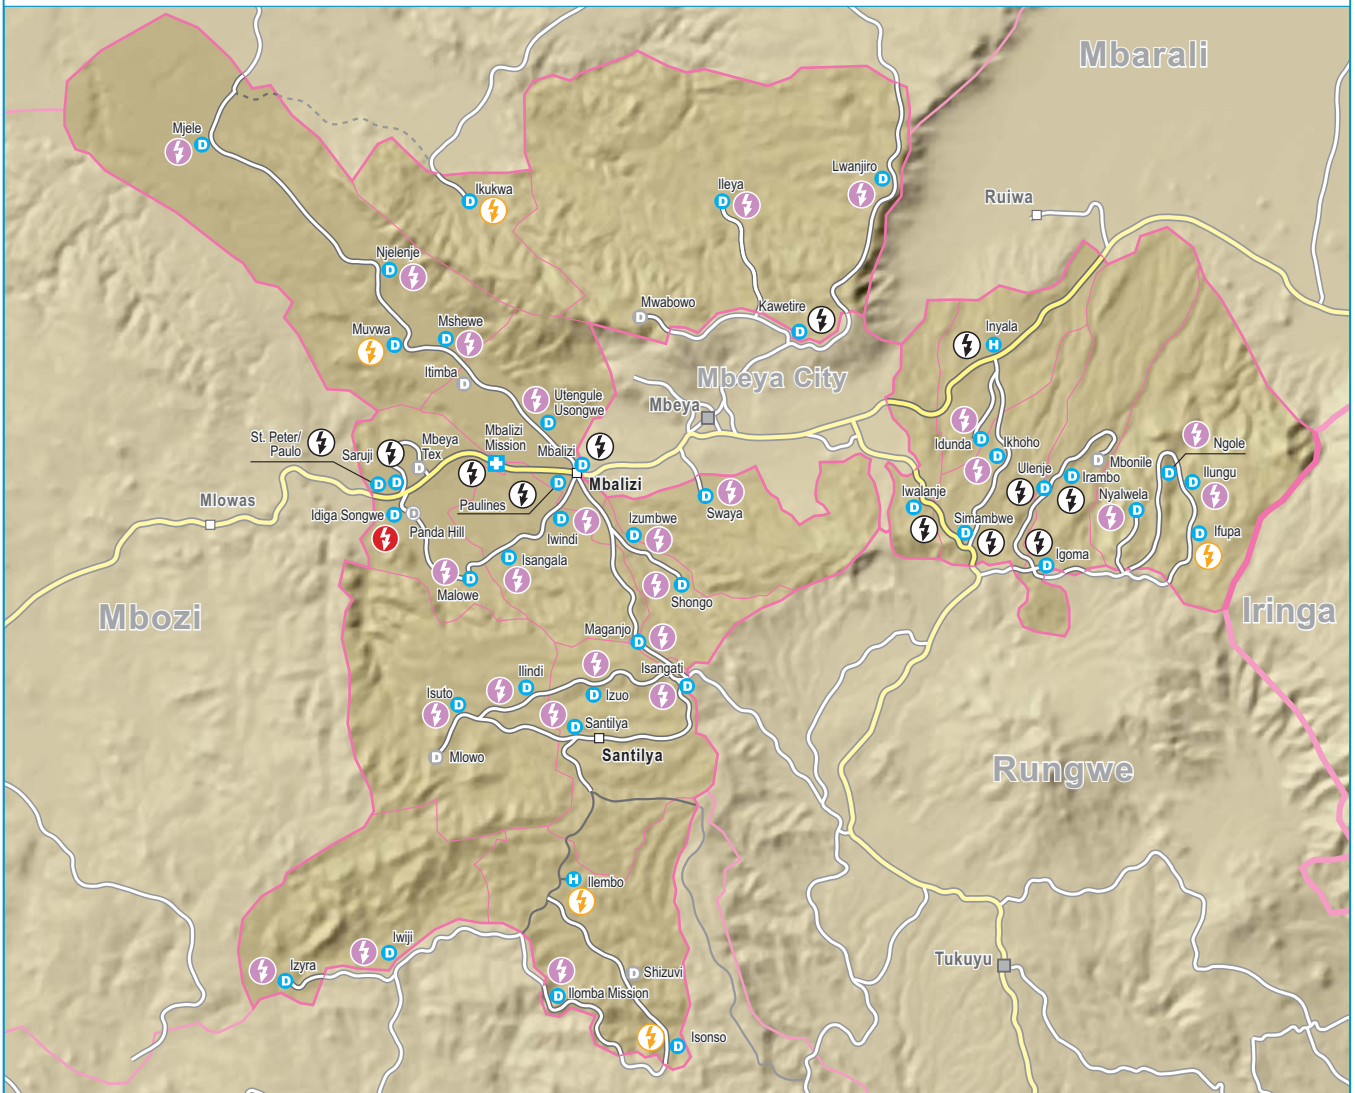 Mbarali
Mjele
D
Ikukwa
D
Ileya
D
Lwanjiro
D
Ruiwa
Njelenje
D
Mwabowo
D
Kawetire
D
Muvwa
D
Mshewe
D
Inyala
H
Itimba
D
Mbeya City
Utengule
Usongwe
D
Mbeya
St. Peter/
Paulo
D
Saruji
D
Mbeya
Tex
D
Mbalizi
Mission
Mbalizi
D
Mbalizi
Idunda
D
Ikhoho
D
Mbonile
D
Ngole
D
Ulenje
D
Irambo
D
Ilungu
D
Mlowas
Paulines
D
Swaya
D
Iwalanje
D
Nyalwela
D
Idiga Songwe
D
D
Panda Hill
Iwindi
D
Izumbwe
D
Simambwe
D
Ifupa
D
Igoma
D
Isangala
D
Malowe
D
Shongo
D
Mbozi
Iringa
Maganjo
D
Isangati
D
Ilindi
D
Isuto
D
Izuo
D
Santilya
D
Santilya
Mlowo
D
Rungwe
Ilembo
H
Iwiji
D
Izyra
D
Shizuvi
D
Tukuyu
Ilomba Mission
D
Isonso
D